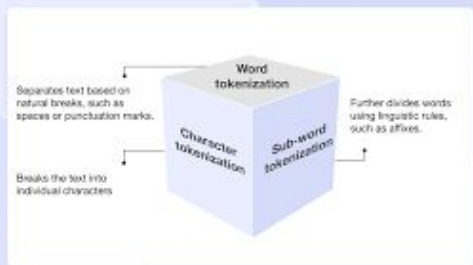 Word
tokenization
Separates text based on
natural breaks, such as
spaces or punctuation marks.
Further divides words
using linguistic rules,
such as affixes.
Character
tokenization
Sub-word
tokenization
Breaks the text into
individual characters